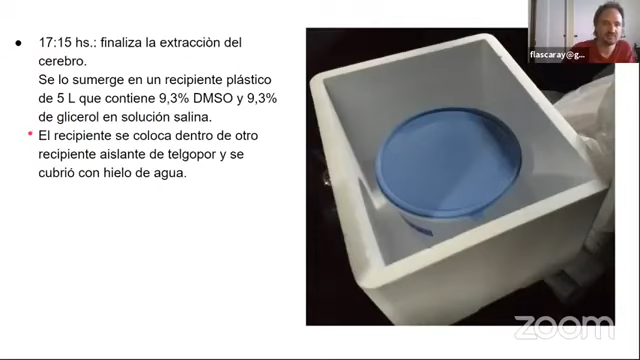 17:15 hs.: finaliza la extracciòn del
cerebro.
Se lo sumerge en un recipiente plástico
de 5 L que contiene 9,3% DMSO y 9,3%
de glicerol en solución salina.
El recipiente se coloca dentro de otro
recipiente aislante de telgopor y se
cubrió con hielo de agua.
flascaray@g...
zoom